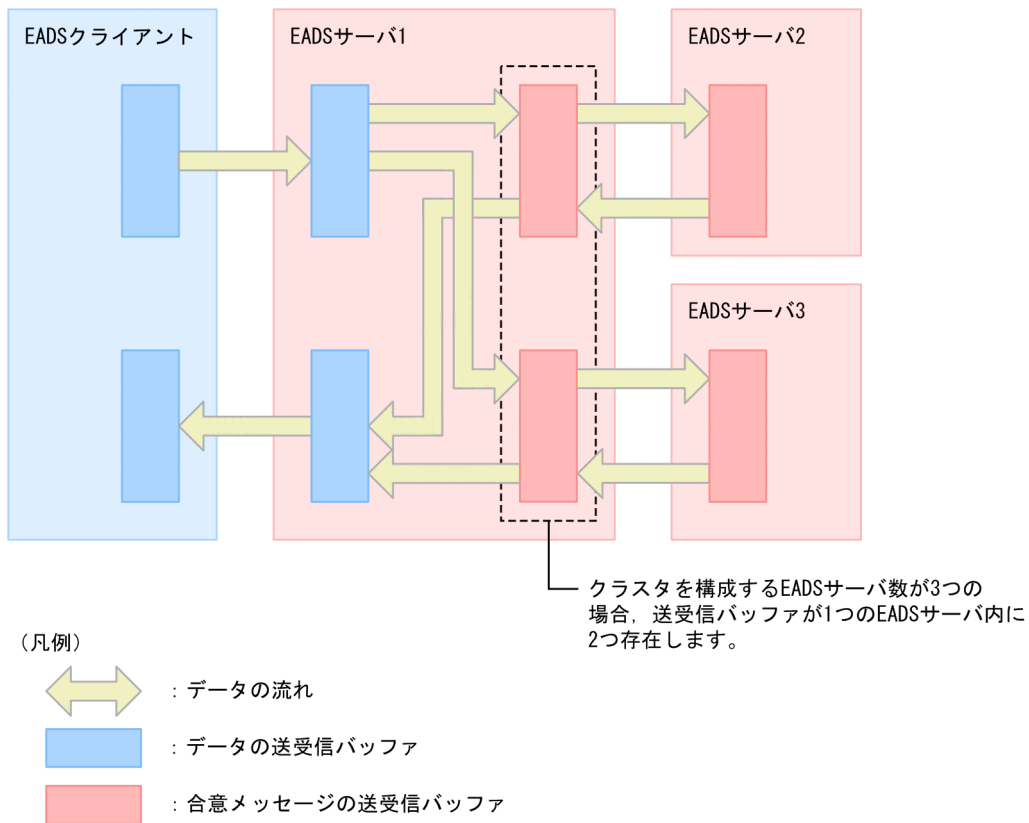 EADSクライアント
EADSサーバ1
EADSサーバ2
EADSサーバ3
クラスタを構成するEADSサーバ数が3つの
場合，送受信バッファが1つのEADSサーバ内に
2つ存在します。
（凡例）
：データの流れ
：データの送受信バッファ
：合意メッセージの送受信バッファ